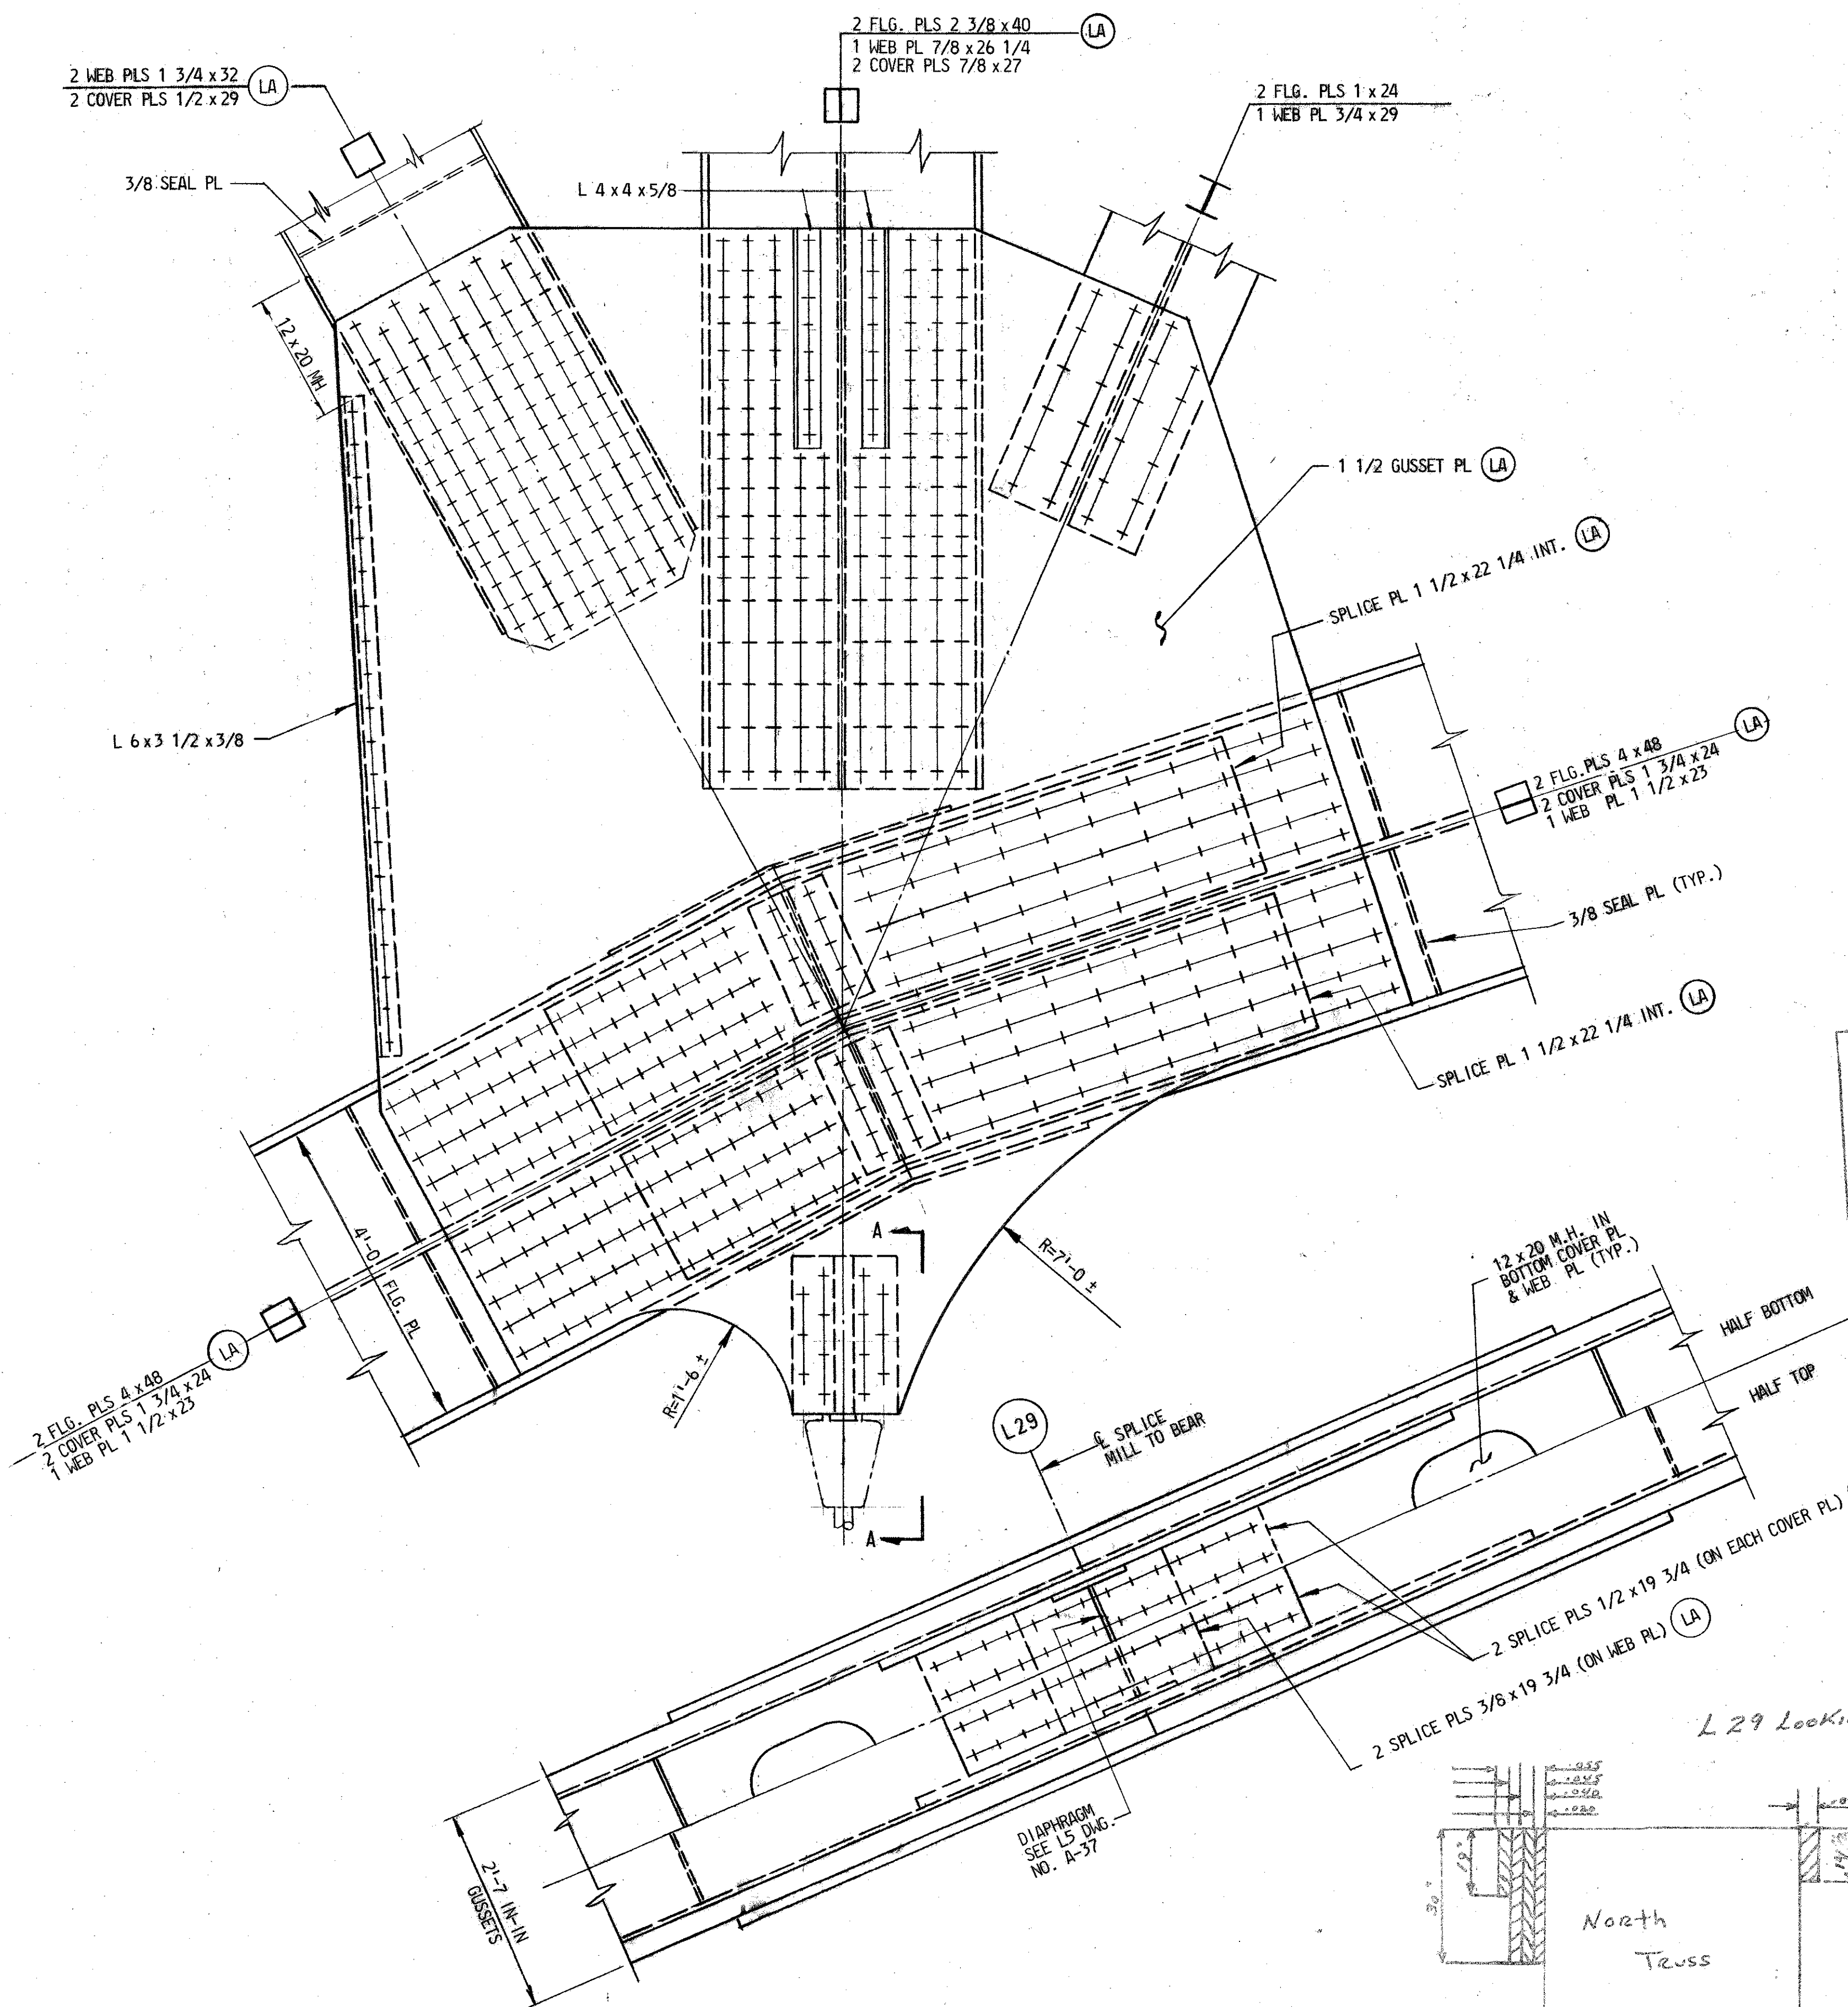 2 FLG. PLS 2 3/8 x 40
1 WEB PL 7/8 x 26 1/4
2 COVER PLS 7/8 x 27
LA
2 WEB PLS 1 3/4 x 32
2 COVER PLS 1/2 x 29
LA
2 FLG. PLS 1 x 24
1 WEB PL 3/4 x 29
3/8 SEAL PL
L 4 x 4 x 5/8
12 x 20 MH
1 1/2 GUSSET PL LA
SPLICE PL 1 1/2 x 22 1/4 INT. LA
L 6 x 3 1/2 x 3/8
2 FLG. PLS 4 x 48
2 COVER PLS 1 3/4 x 24
1 WEB PL 1 1/2 x 23
LA
3/8 SEAL PL (TYP.)
SPLICE PL 1 1/2 x 22 1/4 INT. LA
4'-0 FLG. PL
A
R=7'-0 ±
R=1'-6 ±
2 FLG. PLS 4 x 48
2 COVER PLS 1 3/4 x 24
1 WEB PL 1 1/2 x 23
LA
A
12 x 20 M.H. IN
BOTTOM COVER PL
& WEB PL (TYP.)
HALF BOTTOM
HALF TOP
L29
℄ SPLICE
MILL TO BEAR
2 SPLICE PLS 1/2 x 19 3/4 (ON EACH COVER PL)
2 SPLICE PLS 3/8 x 19 3/4 (ON WEB PL) LA
DIAPHRAGM
SEE L5 DWG.
NO. A-37
2'-7 IN-IN
GUSSETS
L 29
.055
.045
.040
.020
30"
North
Truss